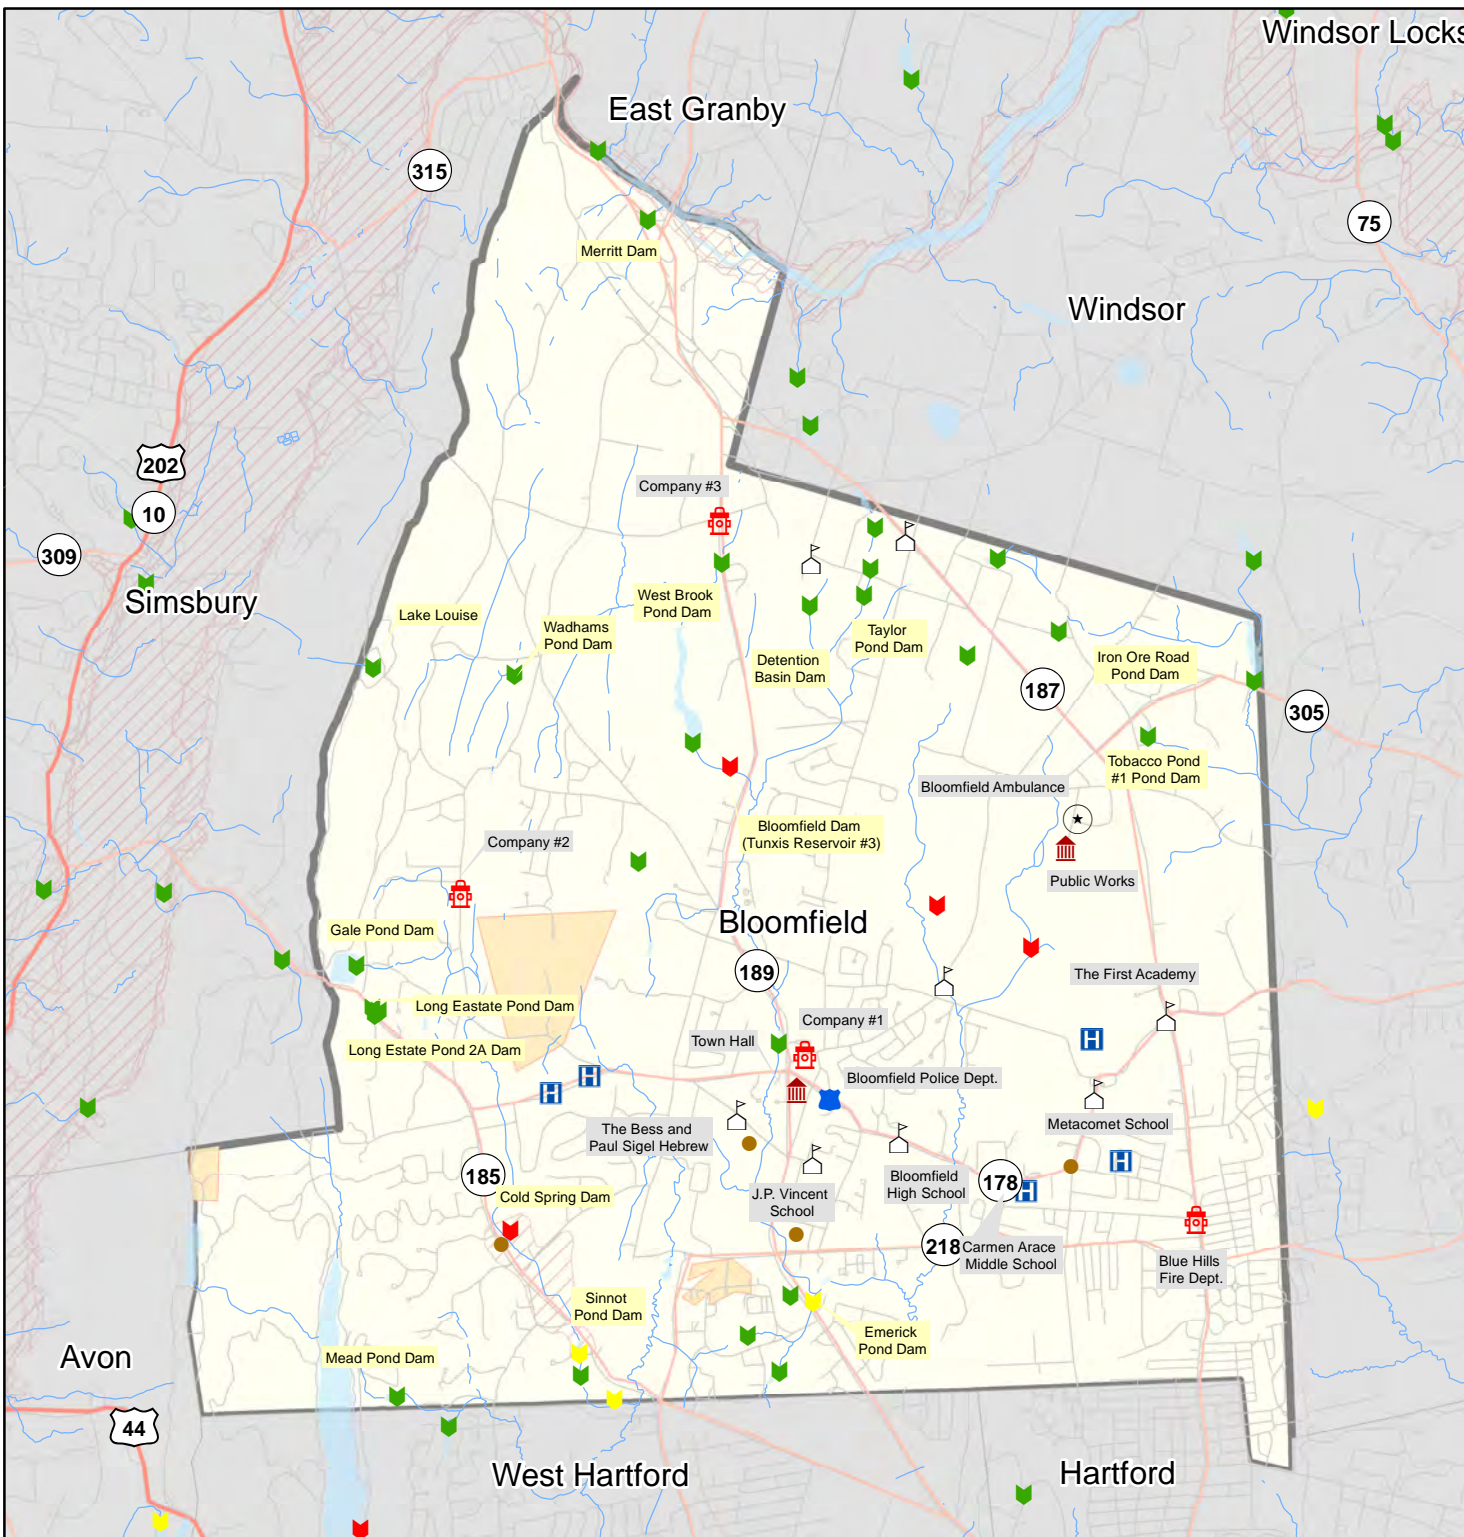 Windsor Locks
East Granby
315
75
Merritt Dam
Windsor
202
10
309
Company #3
Simsbury
Lake Louise
Wadhams
Pond Dam
West Brook
Pond Dam
Detention
Basin Dam
Taylor
Pond Dam
Iron Ore Road
Pond Dam
187
305
Tobacco Pond
#1 Pond Dam
Bloomfield Ambulance
Bloomfield Dam
(Tunxis Reservoir #3)
Company #2
Public Works
Gale Pond Dam
Bloomfield
189
The First Academy
Long Eastate Pond Dam
Company #1
Town Hall
Long Estate Pond 2A Dam
Bloomfield Police Dept.
The Bess and
Paul Sigel Hebrew
Metacomet School
185
Cold Spring Dam
J.P. Vincent
School
Bloomfield
High School
178
218
Carmen Arace
Middle School
Blue Hills
Fire Dept.
Sinnot
Pond Dam
Emerick
Pond Dam
Mead Pond Dam
Avon
44
West Hartford
Hartford